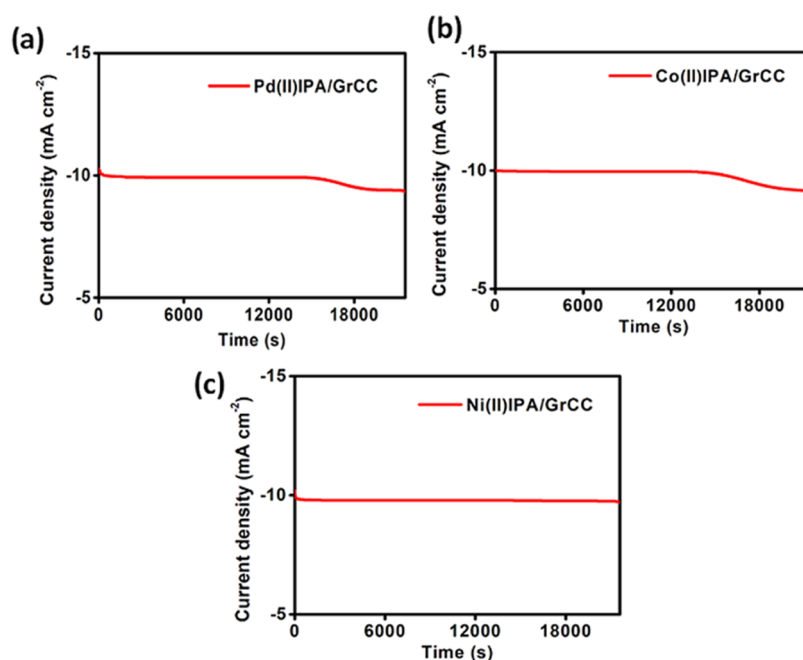 (a)
-15
Pd(II)IPA/GrCC
-10
-5
Current density (mA cm-2)
0 6000 12000 18000
Time (s)
(b)
-15
Co(II)IPA/GrCC
-10
-5
Current density (mA cm-2)
0 6000 12000 18000
Time (s)
(c)
-15
Ni(II)IPA/GrCC
-10
-5
Current density (mA cm-2)
0 6000 12000 18000
Time (s)